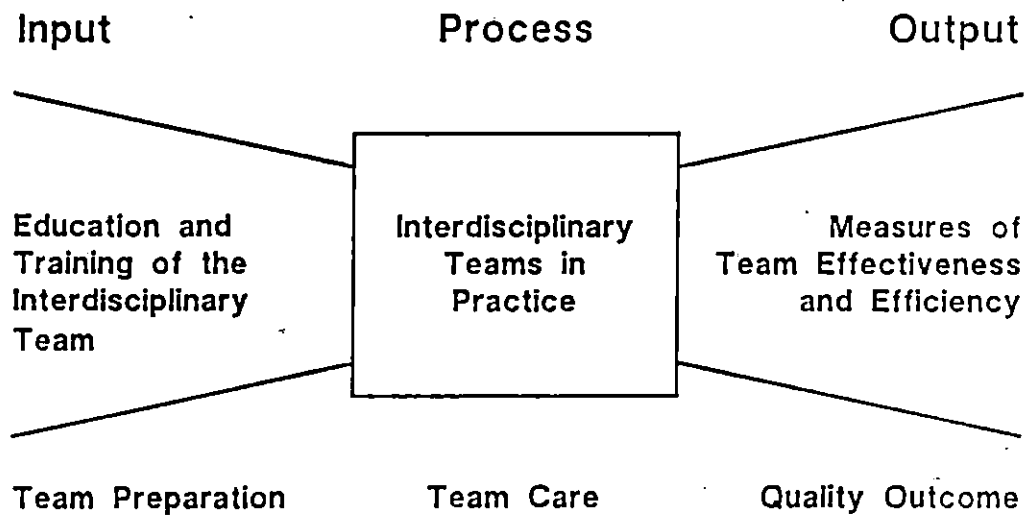 Input Process Output
Education and
Training of the
Interdisciplinary
Team
Interdisciplinary
Teams in
Practice
Measures of
Team Effectiveness
and Efficiency
Team Preparation Team Care Quality Outcome